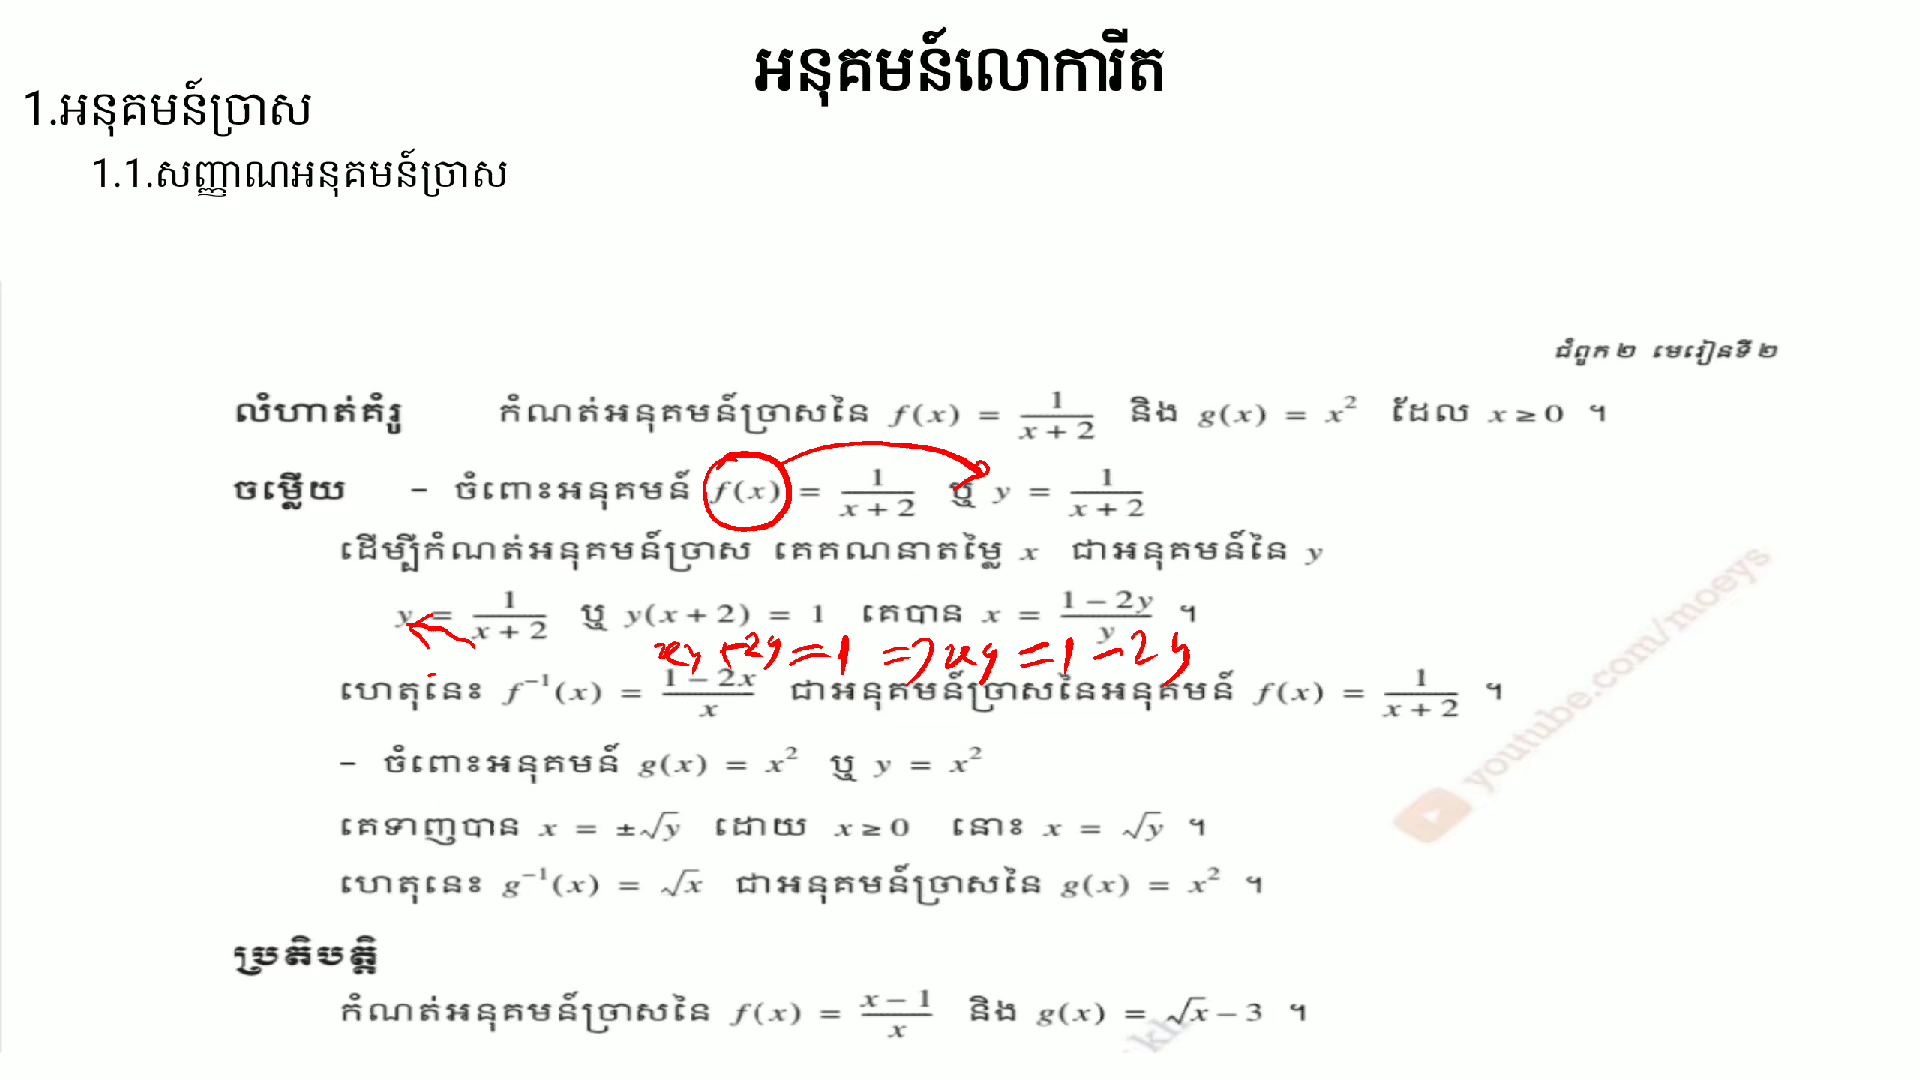 អនុគមន៍លោការីត
1.អនុគមន៍ច្រាស
1.1.សញ្ញាណអនុគមន៍ច្រាស
ជំពូក ២ មេរៀនទី ២
លំហាត់គំរូ កំណត់អនុគមន៍ច្រាសនៃ f(x) = 1/(x + 2) និង g(x) = x² ដែល x ≥ 0 ។
ចម្លើយ – ចំពោះអនុគមន៍ f(x) = 1/(x + 2) ឬ y = 1/(x + 2)
ដើម្បីកំណត់អនុគមន៍ច្រាស គេគណនាតម្លៃ x ជាអនុគមន៍នៃ y
y = 1/(x + 2) ឬ y(x + 2) = 1 គេបាន x = (1 – 2y)/y ។
xy + 2y = 1 => xy = 1 – 2y
ហេតុនេះ f⁻¹(x) = (1 – 2x)/x ជាអនុគមន៍ច្រាសនៃអនុគមន៍ f(x) = 1/(x + 2) ។
– ចំពោះអនុគមន៍ g(x) = x² ឬ y = x²
គេទាញបាន x = ±√y ដោយ x ≥ 0 នោះ x = √y ។
ហេតុនេះ g⁻¹(x) = √x ជាអនុគមន៍ច្រាសនៃ g(x) = x² ។
ប្រតិបត្តិ
កំណត់អនុគមន៍ច្រាសនៃ f(x) = (x – 1)/x និង g(x) = √x – 3 ។
youtube.com/moeys
kh